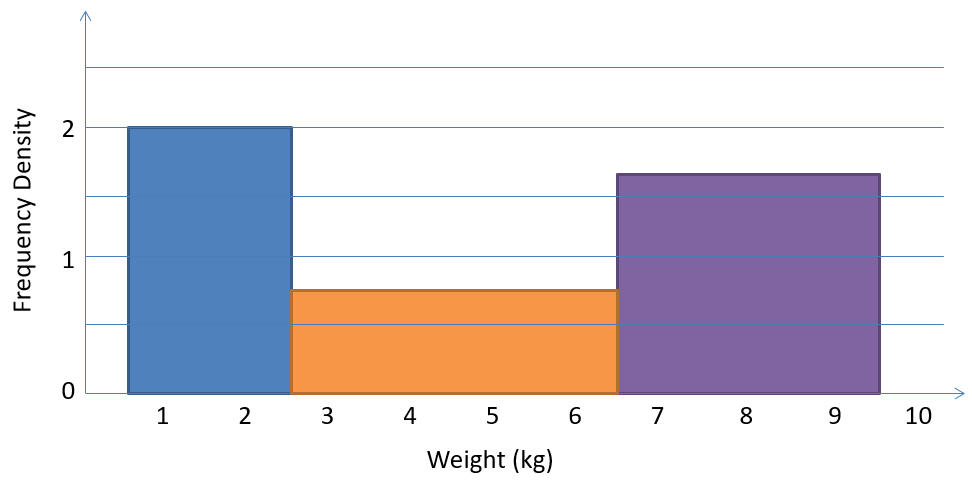 Frequency Density
2
1
0
1 2 3 4 5 6 7 8 9 10
Weight (kg)